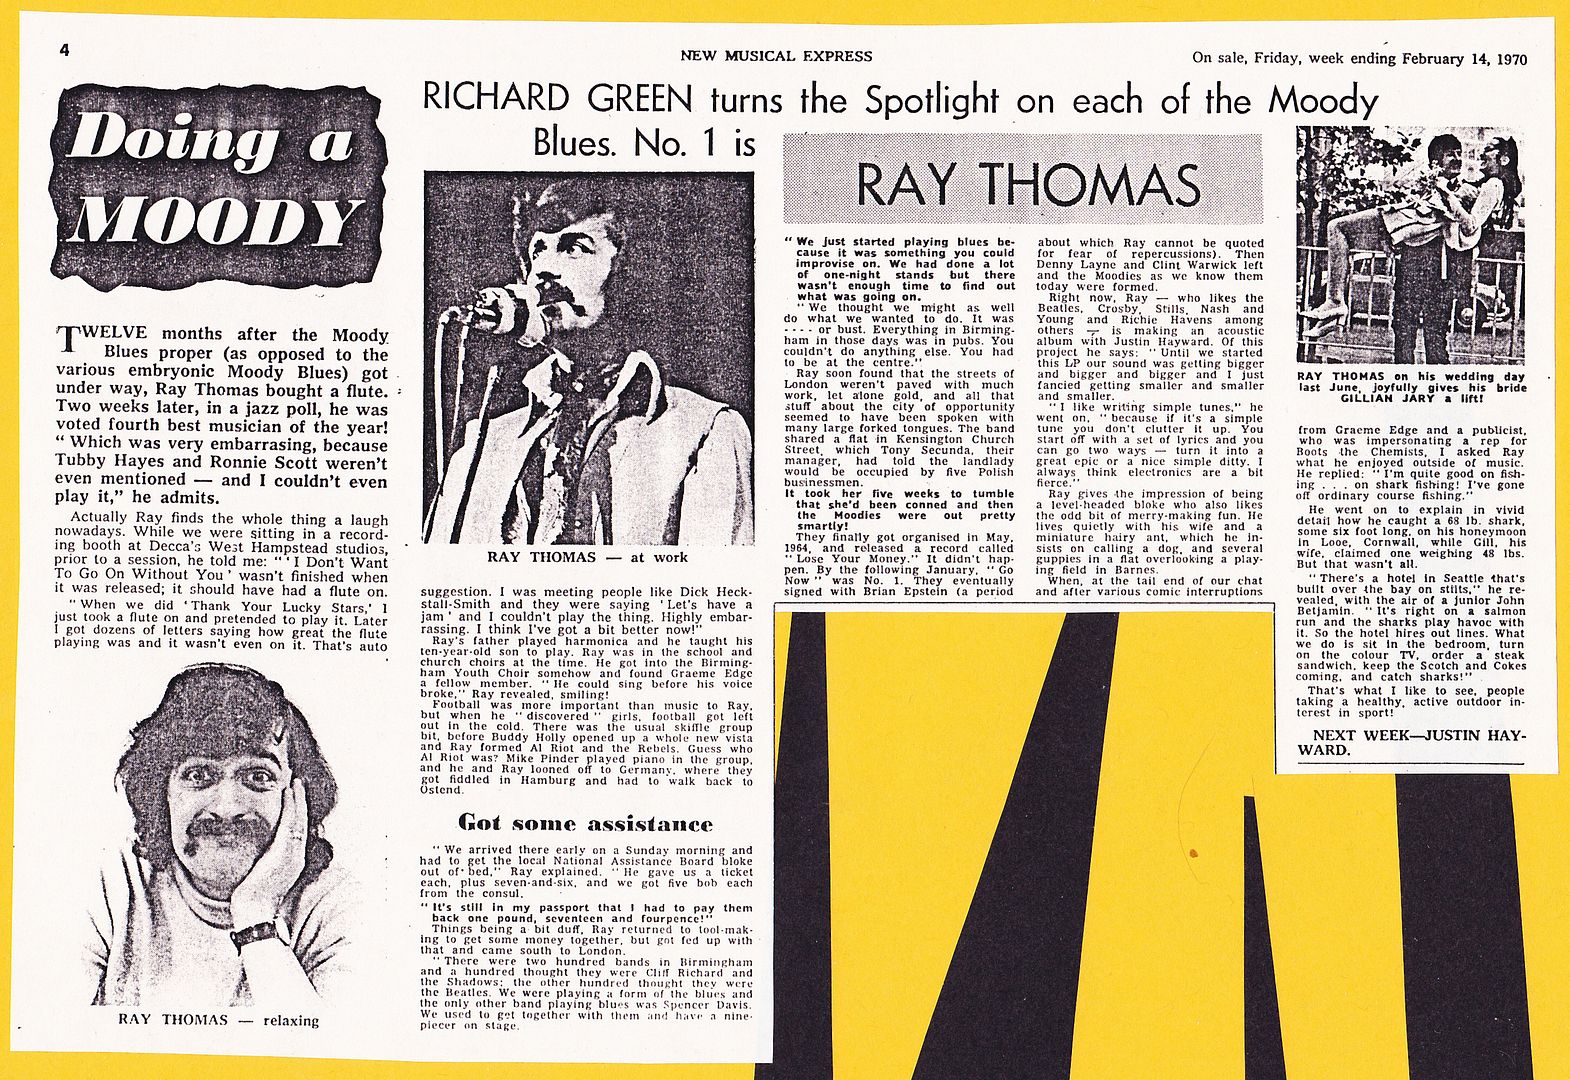 4
NEW MUSICAL EXPRESS
On sale, Friday, week ending February 14, 1970
Doing a
MOODY
RICHARD GREEN turns the Spotlight on each of the Moody
Blues. No. 1 is
RAY THOMAS
TWELVE months after the Moody
Blues proper (as opposed to the
various embryonic Moody Blues) got
under way, Ray Thomas bought a flute.
Two weeks later, in a jazz poll, he was
voted fourth best musician of the year!
“ Which was very embarrasing, because
Tubby Hayes and Ronnie Scott weren't
even mentioned — and I couldn't even
play it,” he admits.
Actually Ray finds the whole thing a laugh
nowadays. While we were sitting in a record-
ing booth at Decca's West Hampstead studios,
prior to a session, he told me: “ ‘ I Don't Want
To Go On Without You ’ wasn't finished when
it was released; it should have had a flute on.
“ When we did ‘ Thank Your Lucky Stars,’ I
just took a flute on and pretended to play it. Later
I got dozens of letters saying how great the flute
playing was and it wasn't even on it. That's auto
RAY THOMAS — relaxing
RAY THOMAS — at work
suggestion. I was meeting people like Dick Heck-
stall-Smith and they were saying ‘ Let's have a
jam ’ and I couldn't play the thing. Highly embar-
rassing. I think I've got a bit better now!”
Ray's father played harmonica and he taught his
ten-year-old son to play. Ray was in the school and
church choirs at the time. He got into the Birming-
ham Youth Choir somehow and found Graeme Edge
a fellow member. “ He could sing before his voice
broke,” Ray revealed, smiling!
Football was more important than music to Ray,
but when he “ discovered ” girls, football got left
out in the cold. There was the usual skiffle group
bit, before Buddy Holly opened up a whole new vista
and Ray formed Al Riot and the Rebels. Guess who
Al Riot was? Mike Pinder played piano in the group,
and he and Ray looned off to Germany, where they
got fiddled in Hamburg and had to walk back to
Ostend.
Got some assistance
“ We arrived there early on a Sunday morning and
had to get the local National Assistance Board bloke
out of bed,” Ray explained. “ He gave us a ticket
each, plus seven-and-six, and we got five bob each
from the consul.
“ It's still in my passport that I had to pay them
back one pound, seventeen and fourpence!”
Things being a bit duff, Ray returned to tool-mak-
ing to get some money together, but got fed up with
that and came south to London.
“ There were two hundred bands in Birmingham
and a hundred thought they were Cliff Richard and
the Shadows; the other hundred thought they were
the Beatles. We were playing a form of the blues and
the only other band playing blues was Spencer Davis.
We used to get together with them and have a nine-
piecer on stage.
“ We just started playing blues be-
cause it was something you could
improvise on. We had done a lot
of one-night stands but there
wasn't enough time to find out
what was going on.
“ We thought we might as well
do what we wanted to do. It was
- - - - or bust. Everything in Birming-
ham in those days was in pubs. You
couldn't do anything else. You had
to be at the centre.”
Ray soon found that the streets of
London weren't paved with much
work, let alone gold, and all that
stuff about the city of opportunity
seemed to have been spoken with
many large forked tongues. The band
shared a flat in Kensington Church
Street, which Tony Secunda, their
manager, had told the landlady
would be occupied by five Polish
businessmen.
It took her five weeks to tumble
that she'd been conned and then
the Moodies were out pretty
smartly!
They finally got organised in May,
1964, and released a record called
“ Lose Your Money.” It didn't hap-
pen. By the following January, “ Go
Now ” was No. 1. They eventually
signed with Brian Epstein (a period
about which Ray cannot be quoted
for fear of repercussions). Then
Denny Layne and Clint Warwick left
and the Moodies as we know them
today were formed.
Right now, Ray — who likes the
Beatles, Crosby, Stills, Nash and
Young and Richie Havens among
others — is making an acoustic
album with Justin Hayward. Of this
project he says: “ Until we started
this LP our sound was getting bigger
and bigger and bigger and I just
fancied getting smaller and smaller
and smaller.
“ I like writing simple tunes,” he
went on, “ because if it's a simple
tune you don't clutter it up. You
start off with a set of lyrics and you
can go two ways — turn it into a
great epic or a nice simple ditty. I
always think electronics are a bit
fierce.”
Ray gives the impression of being
a level-headed bloke who also likes
the odd bit of merry-making fun. He
lives quietly with his wife and a
miniature hairy ant, which he in-
sists on calling a dog, and several
guppies in a flat overlooking a play-
ing field in Barnes.
When, at the tail end of our chat
and after various comic interruptions
RAY THOMAS on his wedding day
last June, joyfully gives his bride
GILLIAN JARY a lift!
from Graeme Edge and a publicist,
who was impersonating a rep for
Boots the Chemists, I asked Ray
what he enjoyed outside of music.
He replied: “ I'm quite good on fish-
ing . . . on shark fishing! I've gone
off ordinary course fishing.”
He went on to explain in vivid
detail how he caught a 68 lb. shark,
some six foot long, on his honeymoon
in Looe, Cornwall, while Gill, his
wife, claimed one weighing 48 lbs.
But that wasn't all.
“ There's a hotel in Seattle that's
built over the bay on stilts,” he re-
vealed, with the air of a junior John
Betjamin. “ It's right on a salmon
run and the sharks play havoc with
it. So the hotel hires out lines. What
we do is sit in the bedroom, turn
on the colour TV, order a steak
sandwich, keep the Scotch and Cokes
coming, and catch sharks!”
That's what I like to see, people
taking a healthy, active outdoor in-
terest in sport!
NEXT WEEK—JUSTIN HAY-
WARD.